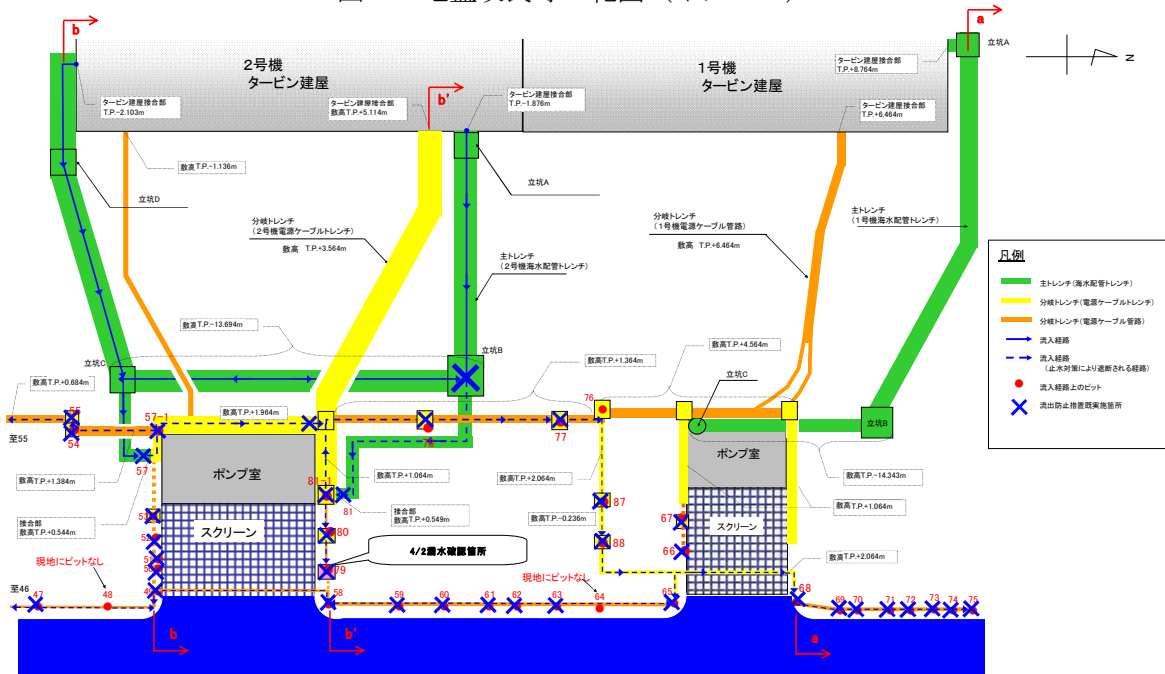 b
a
立坑A
N
2号機
タービン建屋
1号機
タービン建屋
タービン建屋接合部
T.P.+8.764m
タービン建屋接合部
T.P.-2.103m
タービン建屋接合部
敷高T.P.+5.114m
b'
タービン建屋接合部
T.P.-1.876m
タービン建屋接合部
T.P.+6.464m
敷高T.P.-1.136m
立坑D
立坑A
分岐トレンチ
(2号機電源ケーブルトレンチ)
敷高 T.P.+3.564m
分岐トレンチ
(1号機電源ケーブル管路)
敷高 T.P.+6.464m
主トレンチ
(1号機海水配管トレンチ)
主トレンチ
(2号機海水配管トレンチ)
凡例
主トレンチ(海水配管トレンチ)
分岐トレンチ(電源ケーブルトレンチ)
分岐トレンチ(電源ケーブル管路)
流入経路
流入経路
(止水対策により遮断される経路)
流入経路上のピット
流出防止措置既実施箇所
敷高T.P.-13.694m
敷高T.P.+4.564m
立坑C
立坑B
敷高T.P.+1.364m
立坑C
敷高T.P.+0.684m
55
57-1
敷高T.P.+1.964m
76
至55
54
77
立坑B
ポンプ室
ポンプ室
57
敷高T.P.+1.384m
敷高T.P.+1.064m
敷高T.P.+2.064m
敷高T.P.-14.343m
81-1
81
87
敷高T.P.+1.064m
接合部
敷高T.P.+0.544m
53
接合部
敷高T.P.+0.549m
敷高T.P.-0.236m
67
スクリーン
スクリーン
52
80
88
66
4/2漏水確認箇所
現地にピットなし
51
50
79
敷高T.P.+2.064m
現地にピットなし
至46
47
48
49
58
59
60
61
62
63
64
65
68
69
70
71
72
73
74
75
b
b'
a